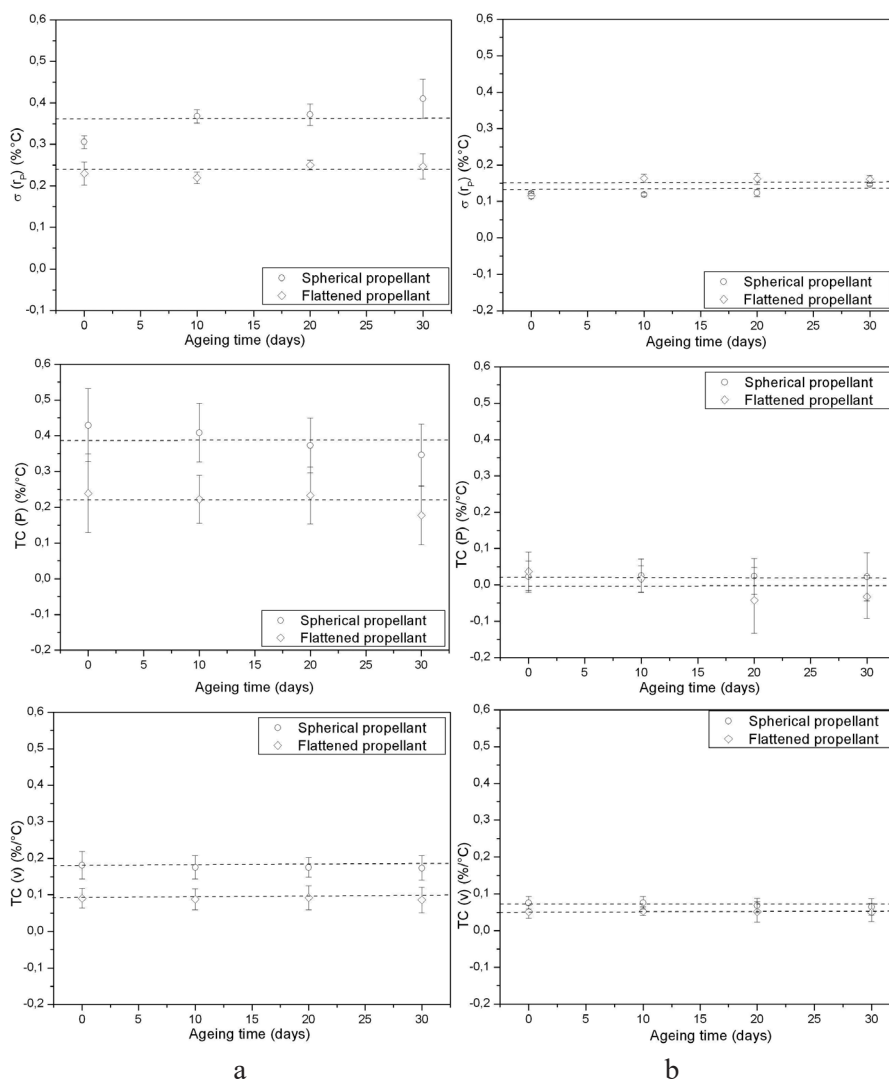 0,6
0,5
0,4
0,3
0,2
0,1
0,0
-0,1
σ (rP) (%°C)
Spherical propellant
Flattened propellant
0 5 10 15 20 25 30
Ageing time (days)
0,6
0,5
0,4
0,3
0,2
0,1
0,0
-0,1
-0,2
σ (rP) (%°C)
Spherical propellant
Flattened propellant
0 5 10 15 20 25 30
Ageing time (days)
0,6
0,5
0,4
0,3
0,2
0,1
0,0
-0,1
-0,2
TC (P) (%/°C)
Spherical propellant
Flattened propellant
0 5 10 15 20 25 30
Ageing time (days)
0,6
0,5
0,4
0,3
0,2
0,1
0,0
-0,1
-0,2
TC (P) (%/°C)
Spherical propellant
Flattened propellant
0 5 10 15 20 25 30
Ageing time (days)
0,6
0,5
0,4
0,3
0,2
0,1
0,0
-0,1
-0,2
TC (v) (%/°C)
Spherical propellant
Flattened propellant
0 5 10 15 20 25 30
Ageing time (days)
0,6
0,5
0,4
0,3
0,2
0,1
0,0
-0,1
-0,2
TC (v) (%/°C)
Spherical propellant
Flattened propellant
0 5 10 15 20 25 30
Ageing time (days)
a
b